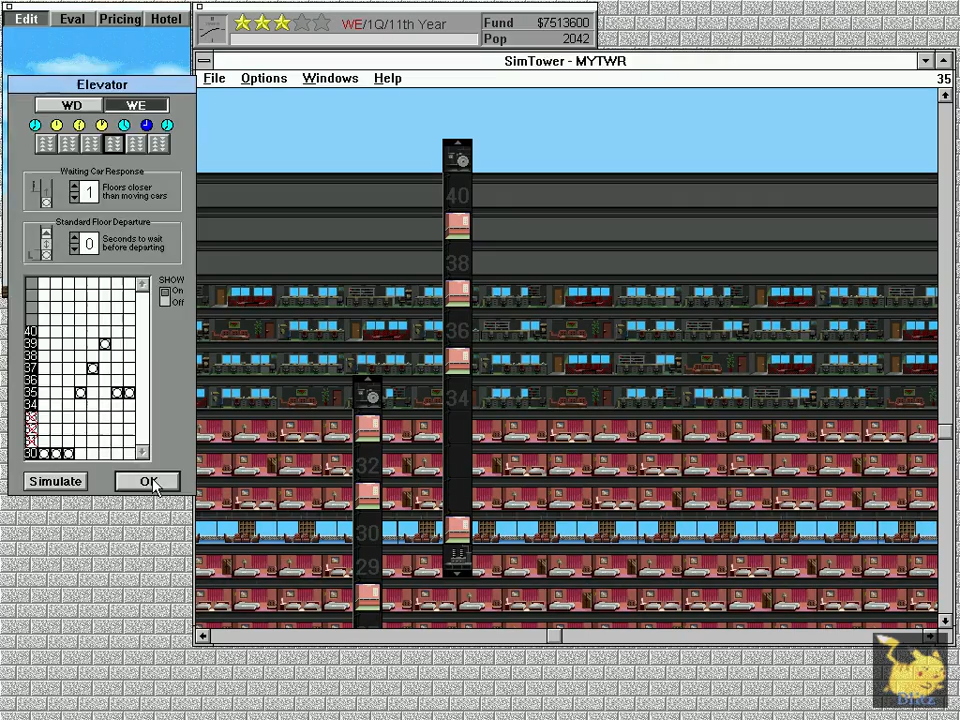 Edit Eval Pricing Hotel
WE/1Q/11th Year
Fund $7513600
Pop 2042
SimTower - MYTWR
File Options Windows Help
35
Elevator
WD WE
Waiting Car Response
1 Floors closer
than moving cars
Standard Floor Departure
0 Seconds to wait
before departing
SHOW
On
Off
40
39
38
37
36
35
34
30
Simulate OK
40
38
36
34
32
30
29
Blitz